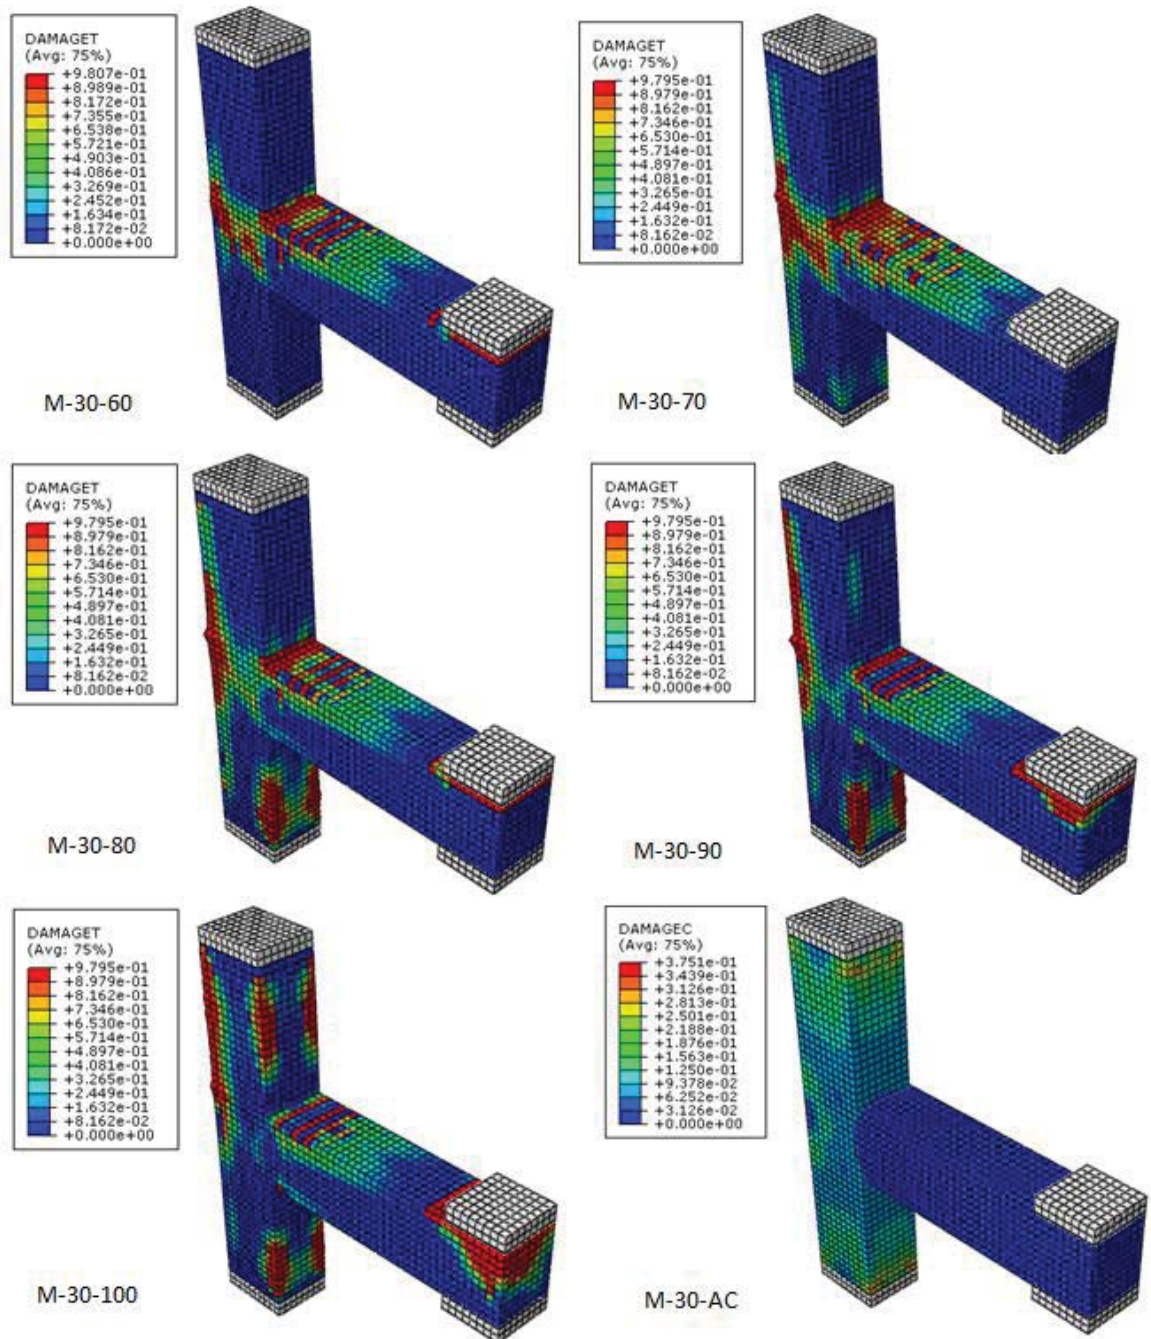 DAMAGET
(Avg: 75%)
+9.807e-01
+8.989e-01
+8.172e-01
+7.355e-01
+6.538e-01
+5.721e-01
+4.903e-01
+4.086e-01
+3.269e-01
+2.452e-01
+1.634e-01
+8.172e-02
+0.000e+00
M-30-60
DAMAGET
(Avg: 75%)
+9.795e-01
+8.979e-01
+8.162e-01
+7.346e-01
+6.530e-01
+5.714e-01
+4.897e-01
+4.081e-01
+3.265e-01
+2.449e-01
+1.632e-01
+8.162e-02
+0.000e+00
M-30-70
DAMAGET
(Avg: 75%)
+9.795e-01
+8.979e-01
+8.162e-01
+7.346e-01
+6.530e-01
+5.714e-01
+4.897e-01
+4.081e-01
+3.265e-01
+2.449e-01
+1.632e-01
+8.162e-02
+0.000e+00
M-30-80
DAMAGET
(Avg: 75%)
+9.795e-01
+8.979e-01
+8.162e-01
+7.346e-01
+6.530e-01
+5.714e-01
+4.897e-01
+4.081e-01
+3.265e-01
+2.449e-01
+1.632e-01
+8.162e-02
+0.000e+00
M-30-90
DAMAGET
(Avg: 75%)
+9.795e-01
+8.979e-01
+8.162e-01
+7.346e-01
+6.530e-01
+5.714e-01
+4.897e-01
+4.081e-01
+3.265e-01
+2.449e-01
+1.632e-01
+8.162e-02
+0.000e+00
M-30-100
DAMAGEC
(Avg: 75%)
+3.751e-01
+3.439e-01
+3.126e-01
+2.813e-01
+2.501e-01
+2.188e-01
+1.876e-01
+1.563e-01
+1.250e-01
+9.378e-02
+6.252e-02
+3.126e-02
+0.000e+00
M-30-AC